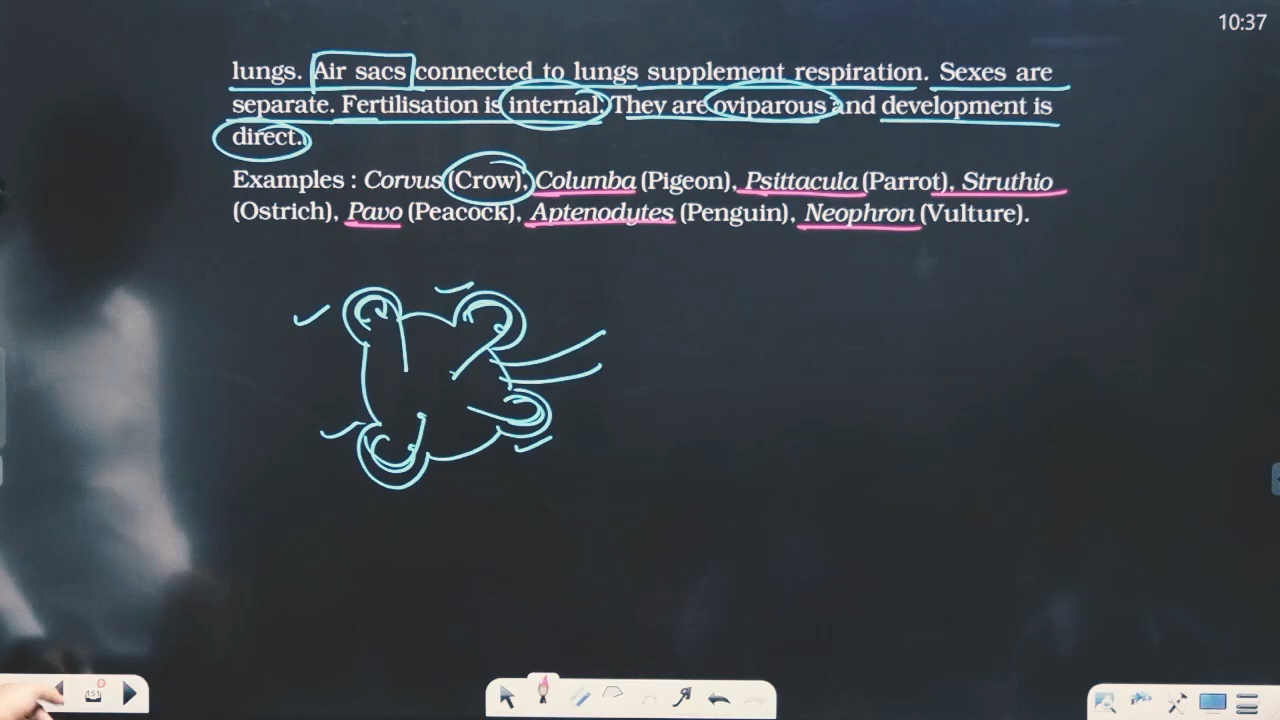 10:37
lungs. Air sacs connected to lungs supplement respiration. Sexes are
separate. Fertilisation is internal. They are oviparous and development is
direct.
Examples : Corvus (Crow), Columba (Pigeon), Psittacula (Parrot), Struthio
(Ostrich), Pavo (Peacock), Aptenodytes (Penguin), Neophron (Vulture).
151